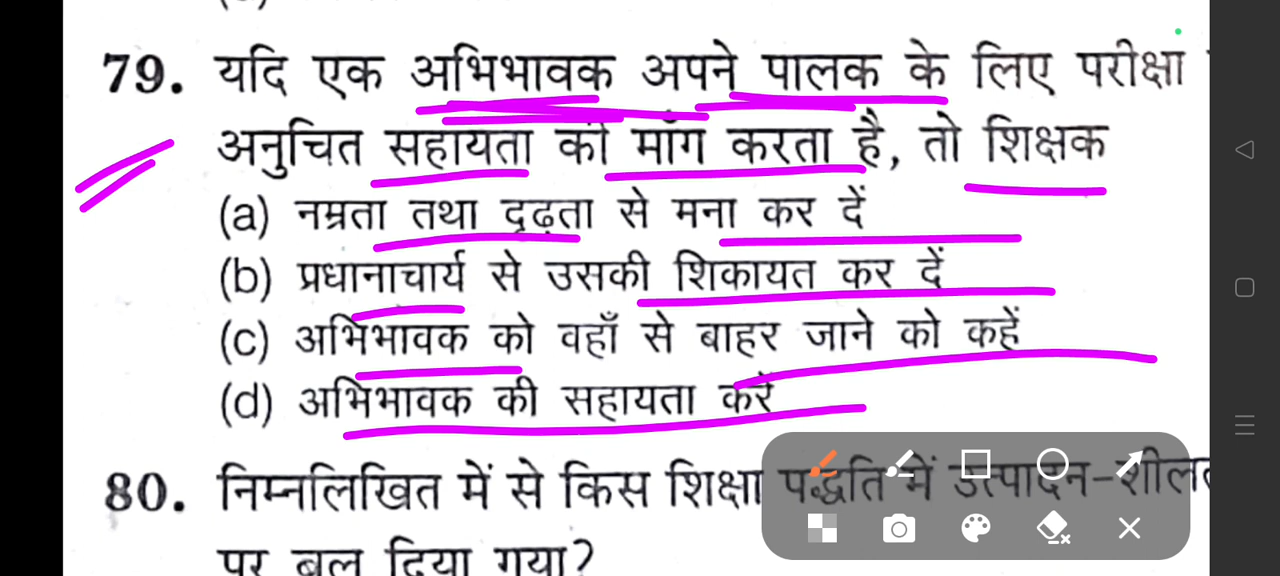 79. यदि एक अभिभावक अपने पालक के लिए परीक्षा
अनुचित सहायता की माँग करता है, तो शिक्षक
(a) नम्रता तथा दृढ़ता से मना कर दें
(b) प्रधानाचार्य से उसकी शिकायत कर दें
(c) अभिभावक को वहाँ से बाहर जाने को कहें
(d) अभिभावक की सहायता करें
80. निम्नलिखित में से किस शिक्षा पद्धति में
पर बल दिया गया?